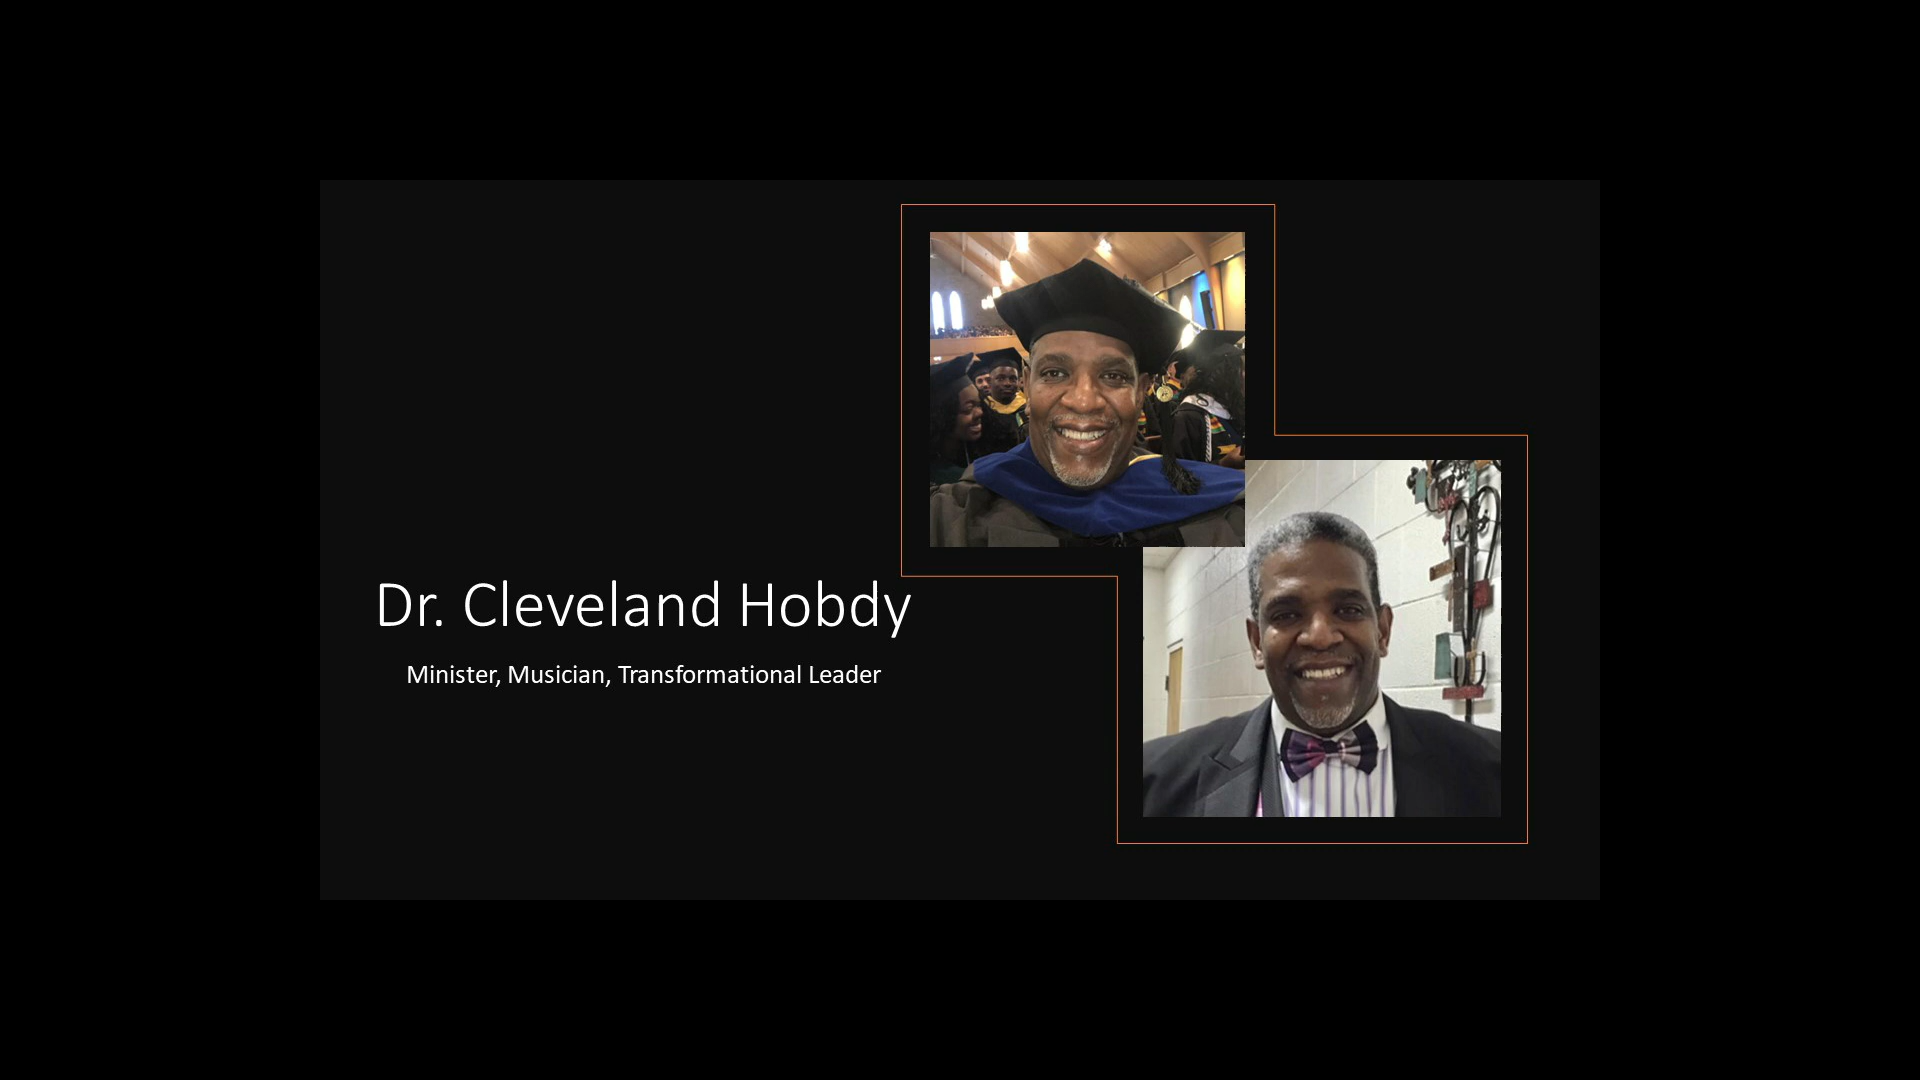 Dr. Cleveland Hobdy
Minister, Musician, Transformational Leader